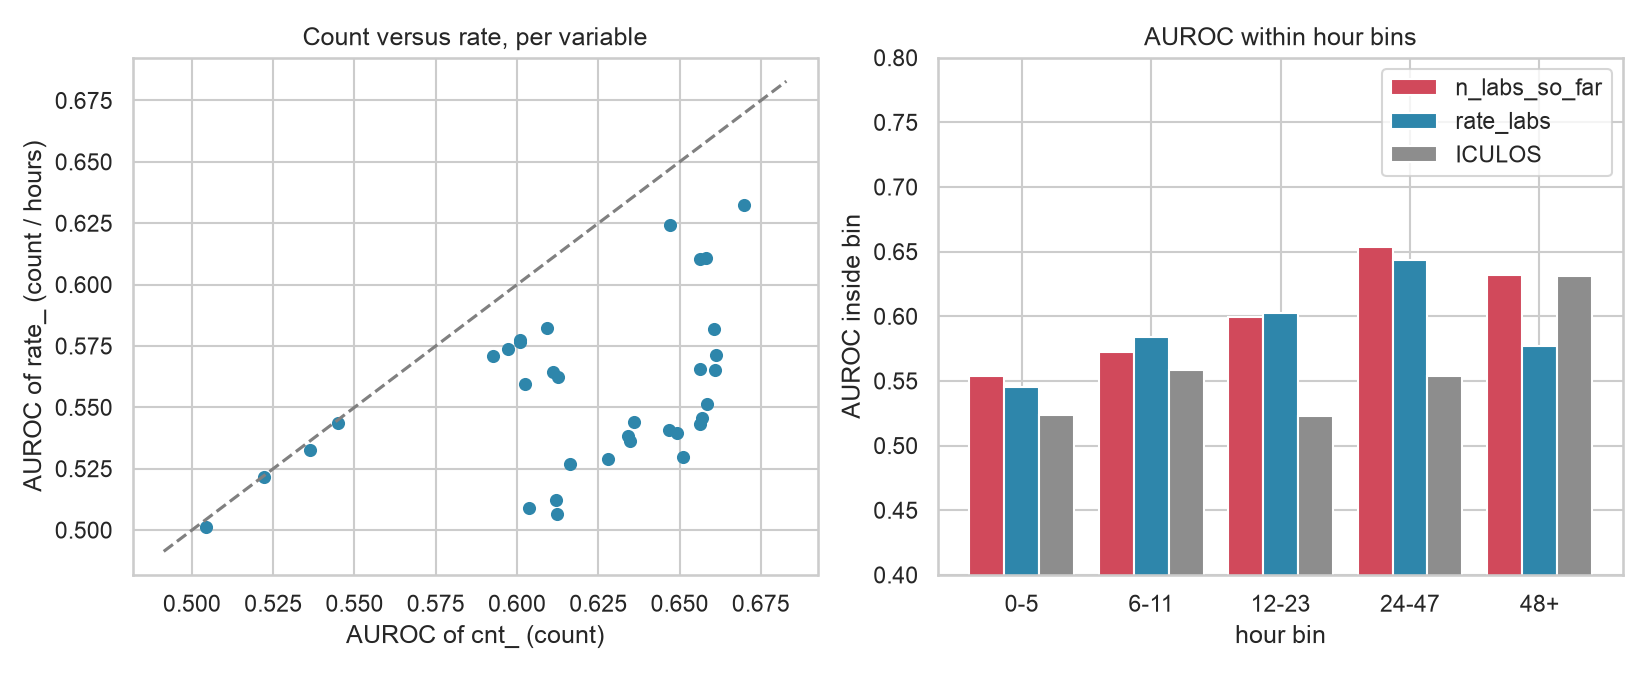 Count versus rate, per variable
AUROC of rate_ (count / hours)
0.675
0.650
0.625
0.600
0.575
0.550
0.525
0.500
0.500 0.525 0.550 0.575 0.600 0.625 0.650 0.675
AUROC of cnt_ (count)
AUROC within hour bins
AUROC inside bin
0.80
0.75
0.70
0.65
0.60
0.55
0.50
0.45
0.40
n_labs_so_far
rate_labs
ICULOS
0-5 6-11 12-23 24-47 48+
hour bin